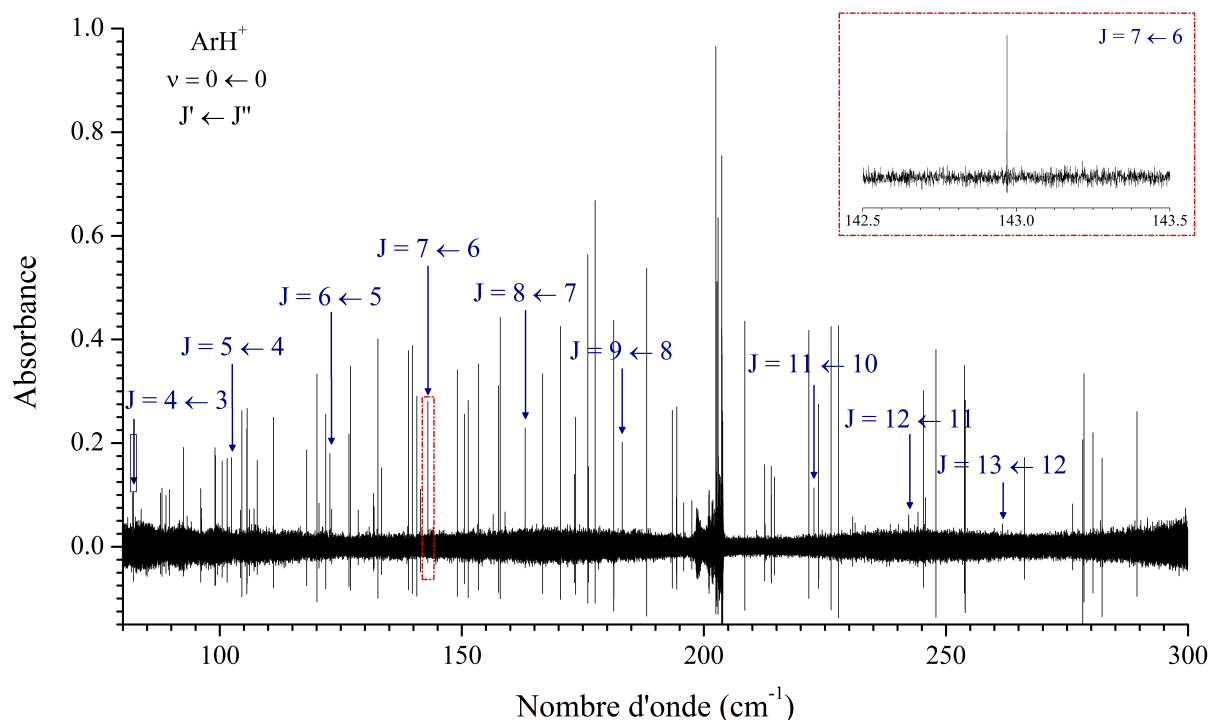 ArH⁺
ν = 0 ← 0
J' ← J"
J = 7 ← 6
142.5 143.0 143.5
J = 4 ← 3
J = 5 ← 4
J = 6 ← 5
J = 7 ← 6
J = 8 ← 7
J = 9 ← 8
J = 11 ← 10
J = 12 ← 11
J = 13 ← 12
Absorbance
1.0
0.8
0.6
0.4
0.2
0.0
100 150 200 250 300
Nombre d'onde (cm⁻¹)